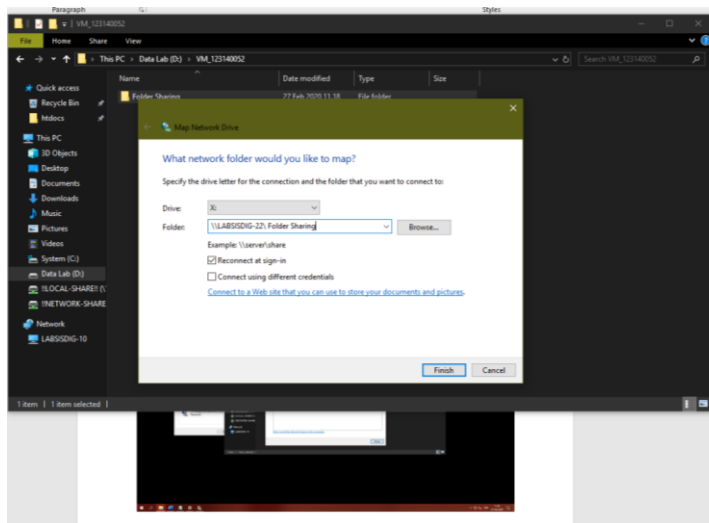 Paragraph Styles
VM_123140052
File Home Share View
This PC › Data Lab (D:) › VM_123140052 Search VM_123140052
Name Date modified Type Size
Folder Sharing 27 Feb 2020 11.18 File folder
Quick access
Recycle Bin
htdocs
This PC
3D Objects
Desktop
Documents
Downloads
Music
Pictures
Videos
System (C:)
Data Lab (D:)
!!LOCAL-SHARE!! (\\
!!NETWORK-SHARE
Network
LABSISDIG-10
Map Network Drive
What network folder would you like to map?
Specify the drive letter for the connection and the folder that you want to connect to:
Drive: X:
Folder: \\LABSISDIG-22\ Folder Sharing Browse...
Example: \\server\share
Reconnect at sign-in
Connect using different credentials
Connect to a Web site that you can use to store your documents and pictures.
Finish Cancel
1 item 1 item selected